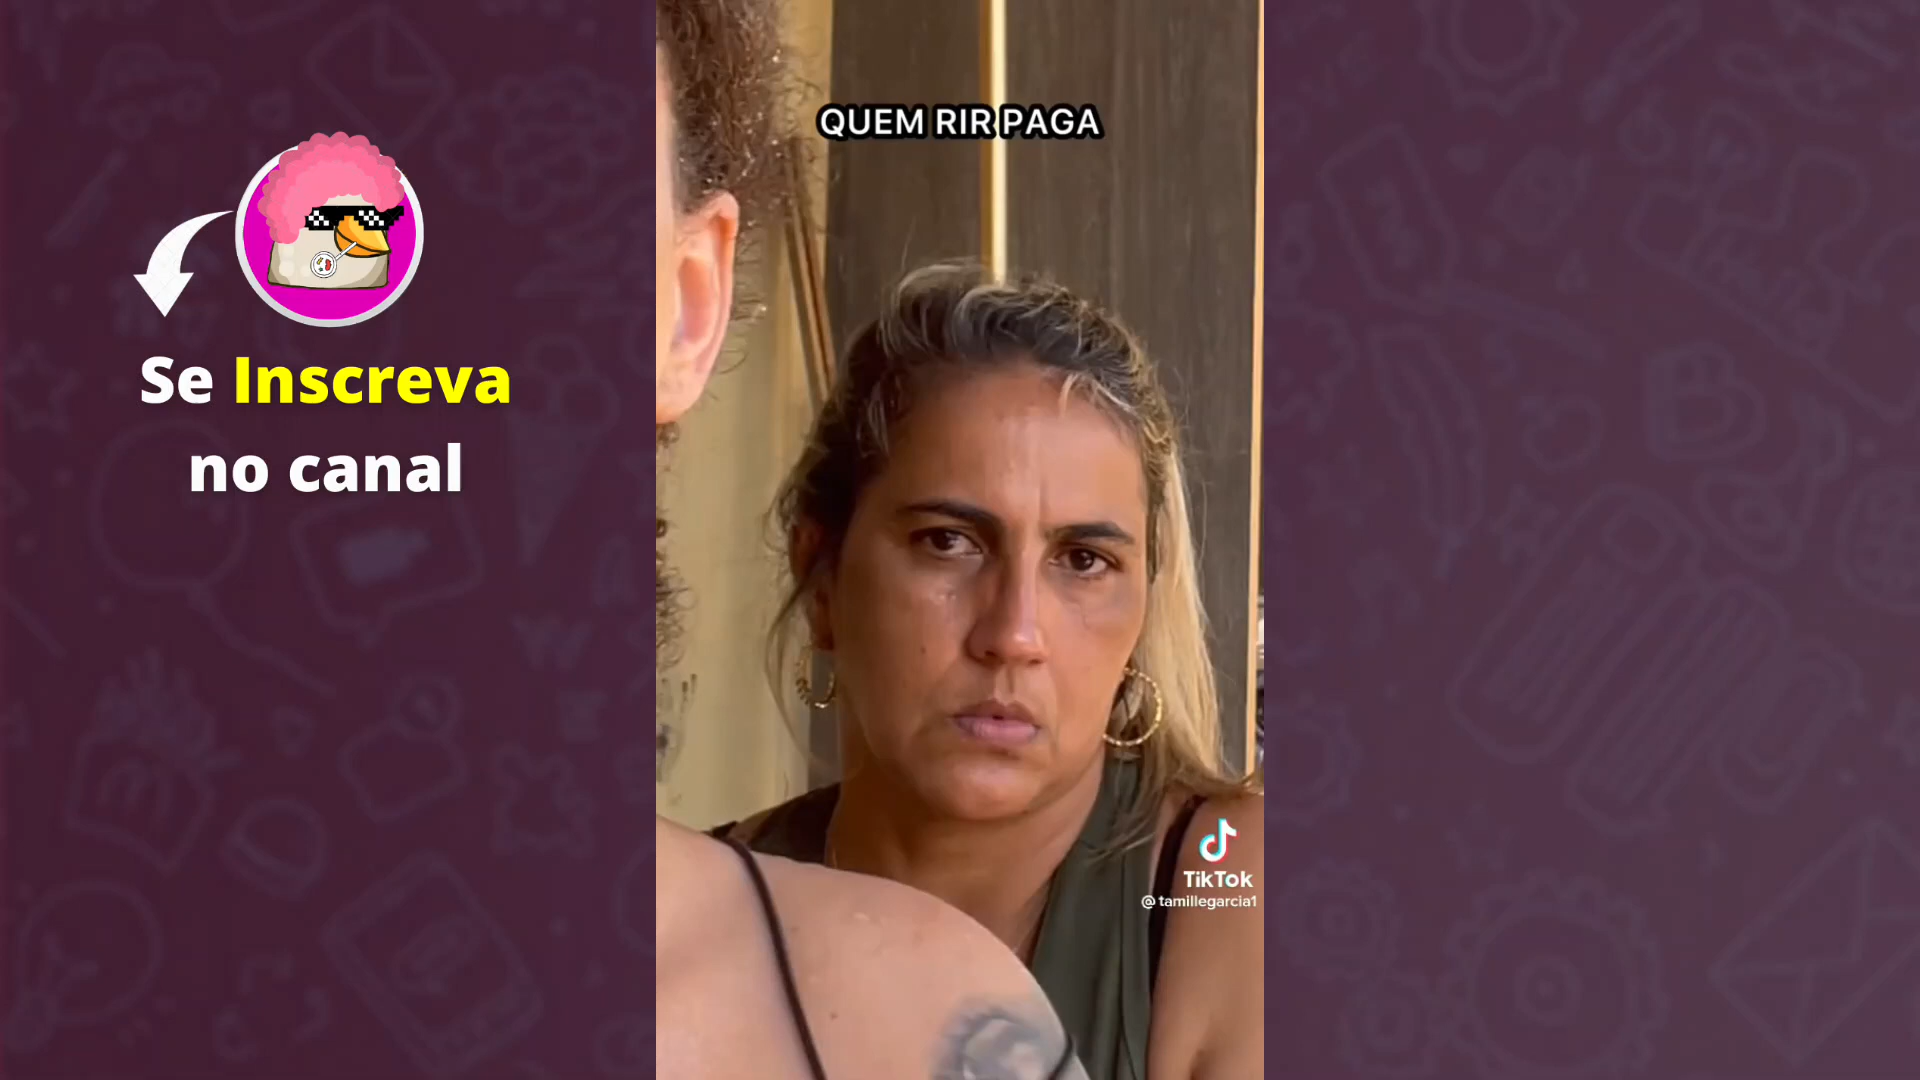 QUEM RIR PAGA
Se Inscreva
no canal
TikTok
@tamillegarcia1